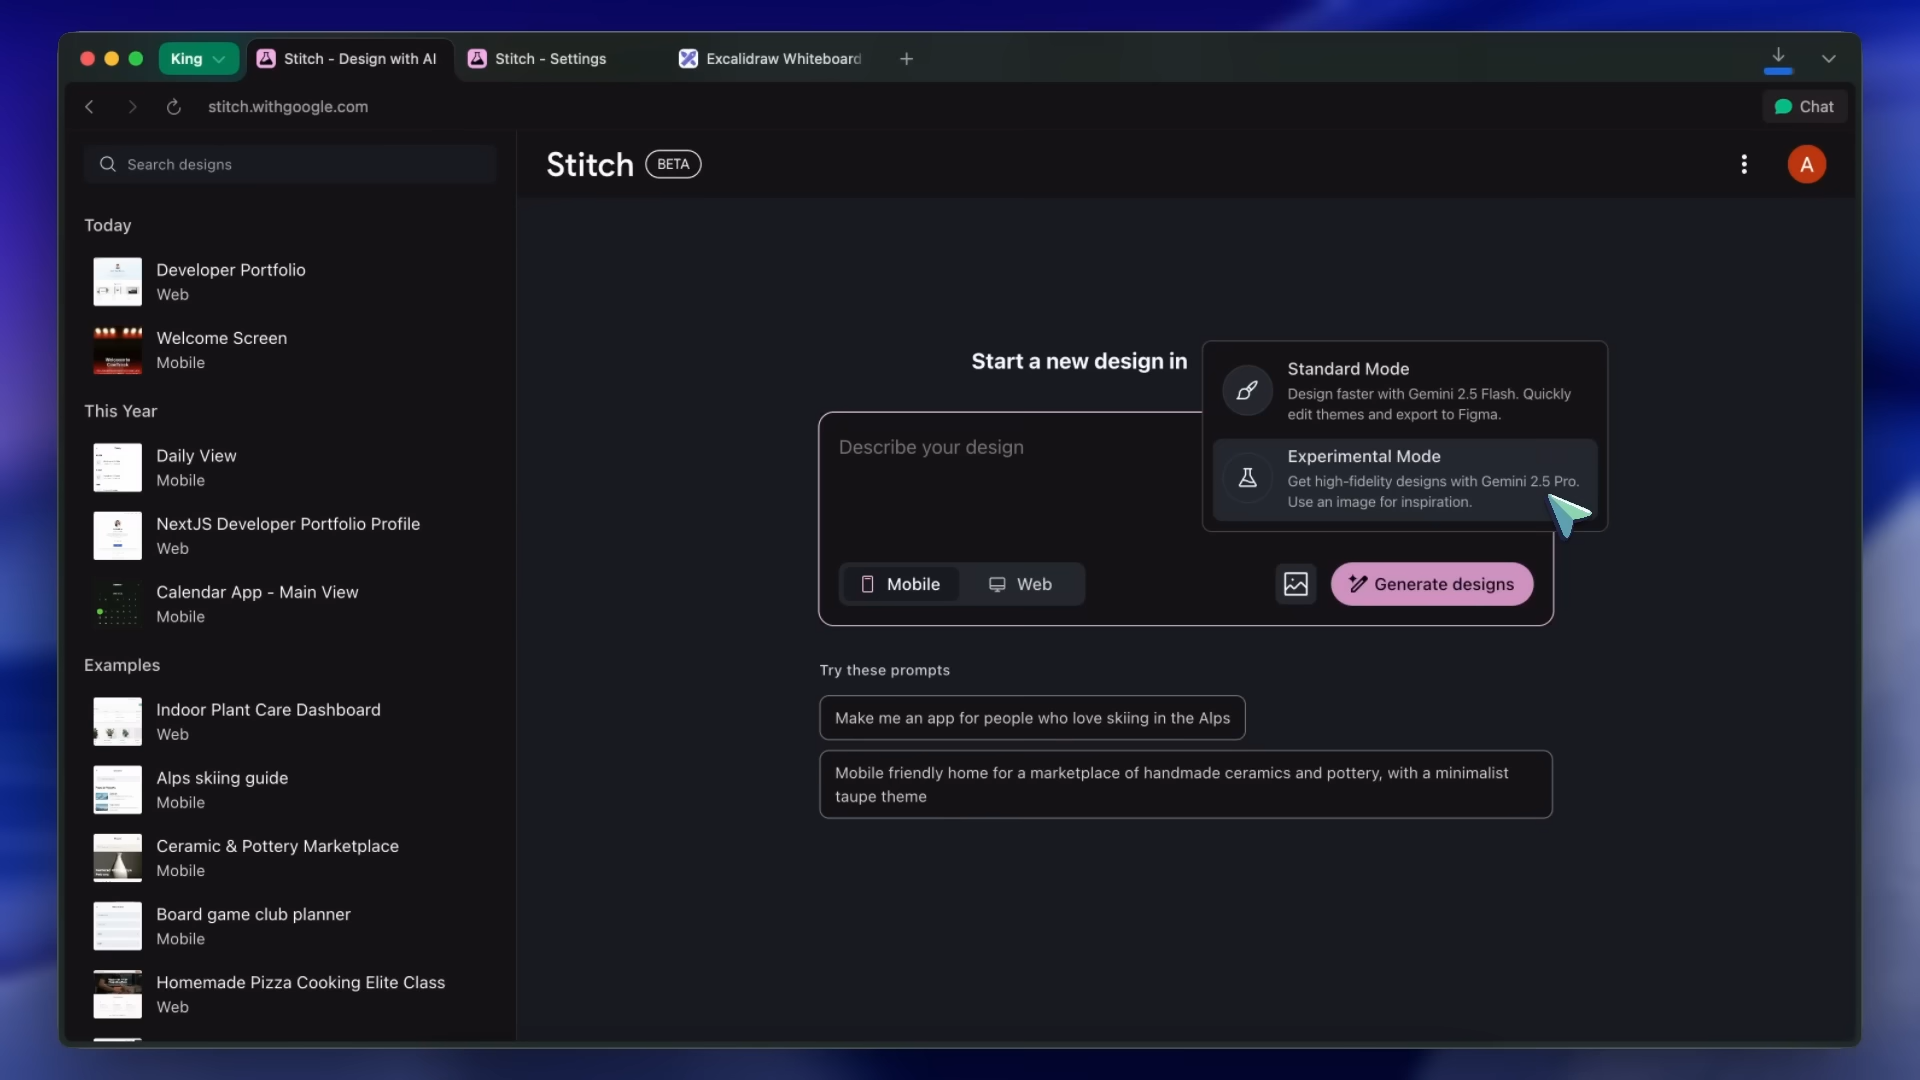 King
Stitch - Design with AI
Stitch - Settings
Excalidraw Whiteboard
stitch.withgoogle.com
Chat
Search designs
Stitch
BETA
A
Today
Developer Portfolio
Web
Welcome Screen
Mobile
This Year
Daily View
Mobile
NextJS Developer Portfolio Profile
Web
Calendar App - Main View
Mobile
Examples
Indoor Plant Care Dashboard
Web
Alps skiing guide
Mobile
Ceramic & Pottery Marketplace
Mobile
Board game club planner
Mobile
Homemade Pizza Cooking Elite Class
Web
Start a new design in
Standard Mode
Design faster with Gemini 2.5 Flash. Quickly
edit themes and export to Figma.
Experimental Mode
Get high-fidelity designs with Gemini 2.5 Pro.
Use an image for inspiration.
Describe your design
Mobile
Web
Generate designs
Try these prompts
Make me an app for people who love skiing in the Alps
Mobile friendly home for a marketplace of handmade ceramics and pottery, with a minimalist
taupe theme